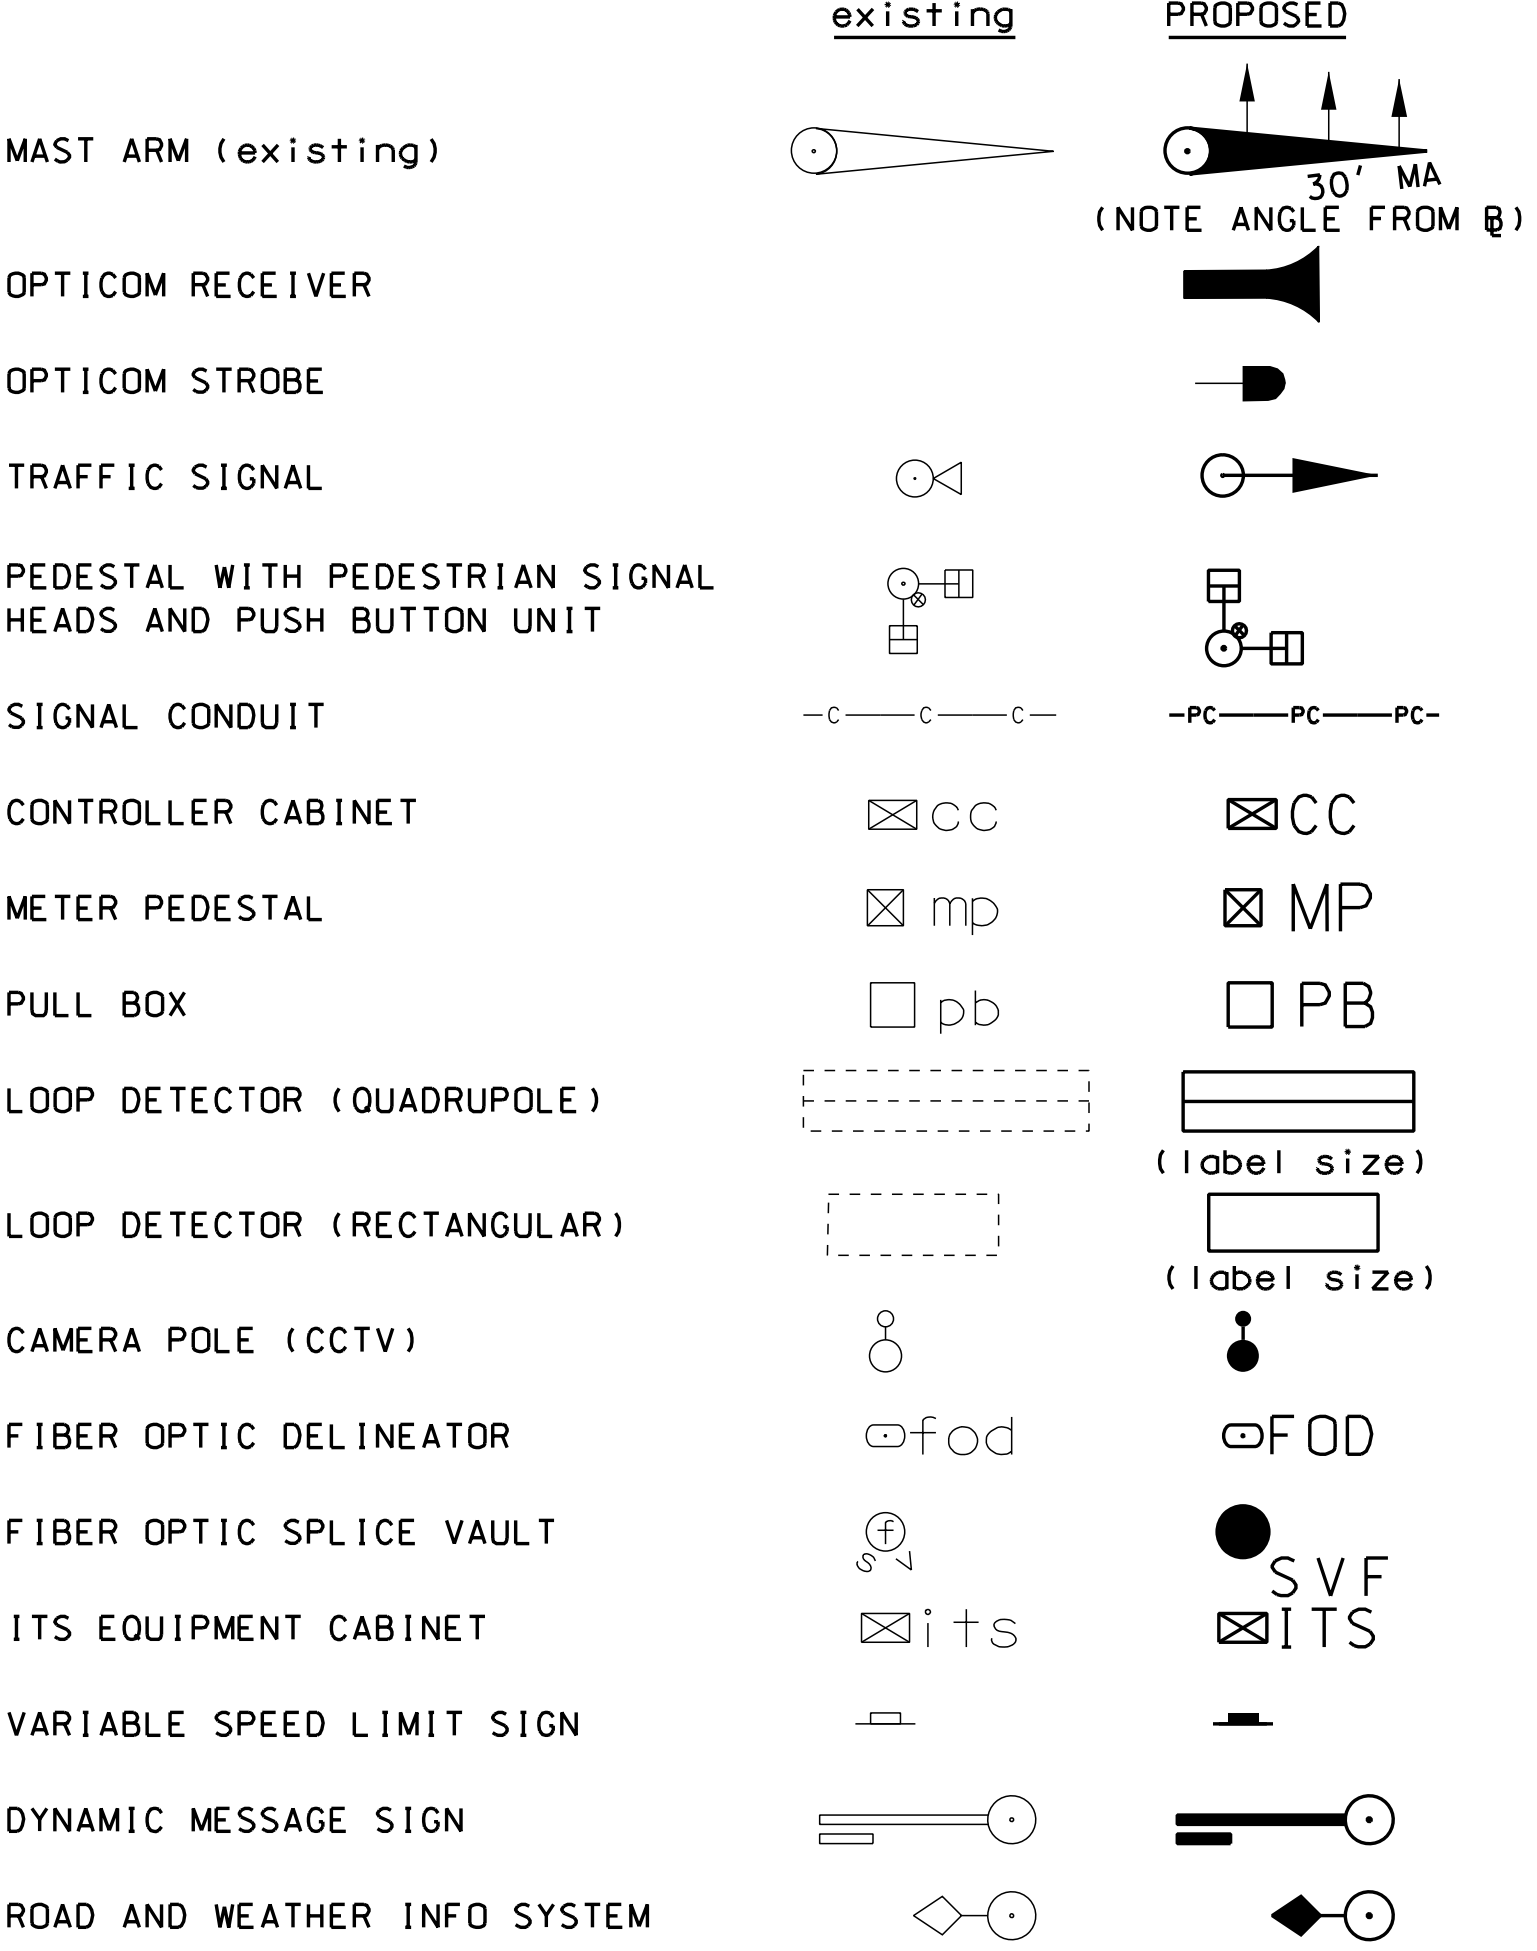 existing PROPOSED
MAST ARM (existing)
30' MA
(NOTE ANGLE FROM BL)
OPTICOM RECEIVER
OPTICOM STROBE
TRAFFIC SIGNAL
PEDESTAL WITH PEDESTRIAN SIGNAL
HEADS AND PUSH BUTTON UNIT
SIGNAL CONDUIT C C C PC PC PC
CONTROLLER CABINET cc CC
METER PEDESTAL mp MP
PULL BOX pb PB
LOOP DETECTOR (QUADRUPOLE)
(label size)
LOOP DETECTOR (RECTANGULAR)
(label size)
CAMERA POLE (CCTV)
FIBER OPTIC DELINEATOR fod FOD
FIBER OPTIC SPLICE VAULT f
s v SVF
ITS EQUIPMENT CABINET its ITS
VARIABLE SPEED LIMIT SIGN
DYNAMIC MESSAGE SIGN
ROAD AND WEATHER INFO SYSTEM